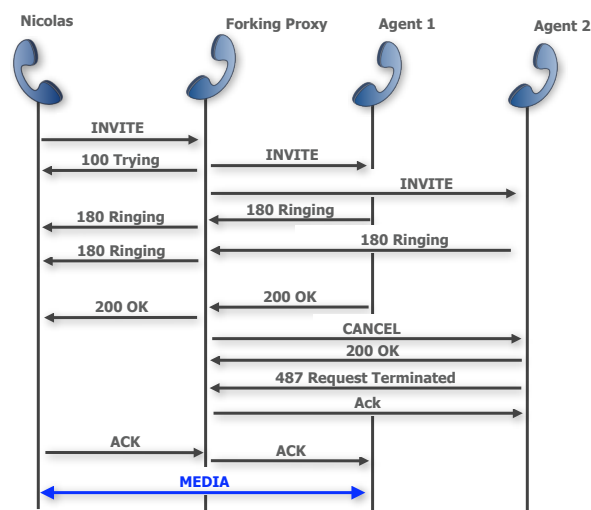 Nicolas
Forking Proxy
Agent 1
Agent 2
INVITE
100 Trying
INVITE
INVITE
180 Ringing
180 Ringing
180 Ringing
180 Ringing
200 OK
200 OK
CANCEL
200 OK
487 Request Terminated
Ack
ACK
ACK
MEDIA